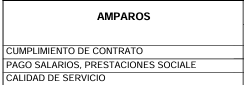 AMPAROS
CUMPLIMIENTO DE CONTRATO
PAGO SALARIOS, PRESTACIONES SOCIALE
CALIDAD DE SERVICIO